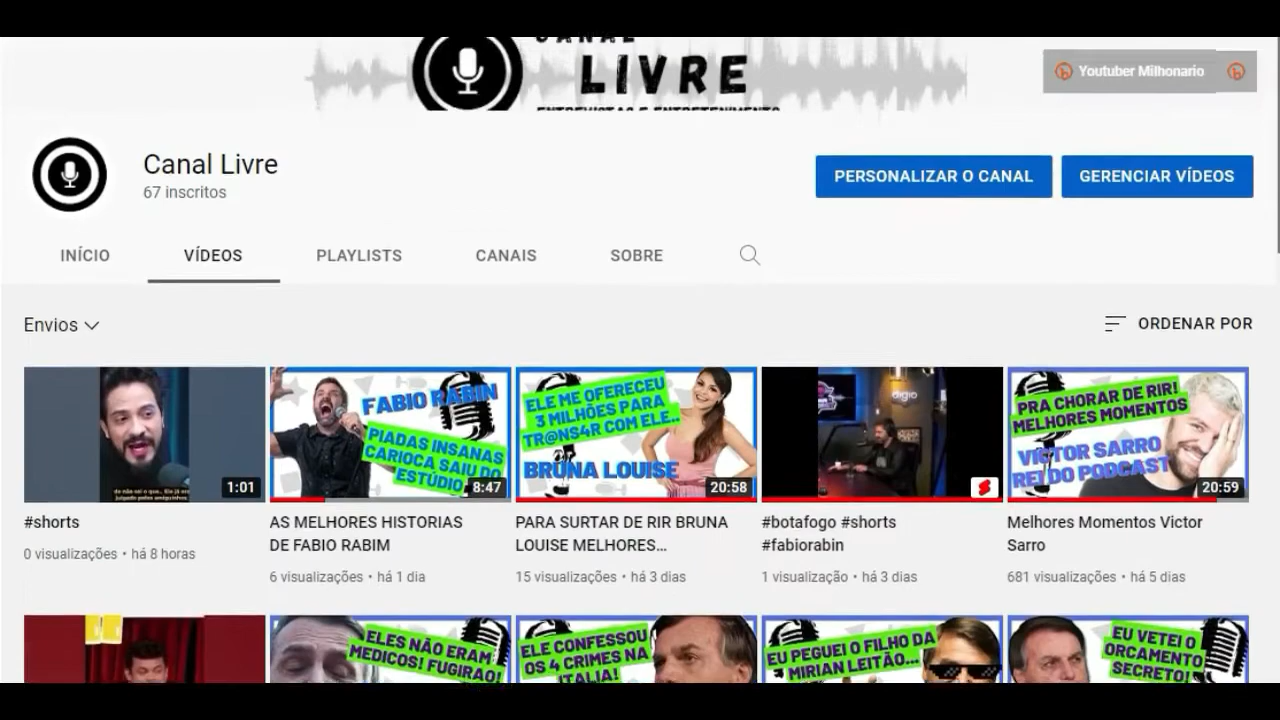 CANAL
LIVRE
ENTREVISTAS E ENTRETENIMENTO
Youtuber Milhonario
Canal Livre
67 inscritos
PERSONALIZAR O CANAL
GERENCIAR VÍDEOS
INÍCIO
VÍDEOS
PLAYLISTS
CANAIS
SOBRE
Envios
ORDENAR POR
1:01
#shorts
0 visualizações • há 8 horas
FABIO RABIN
PIADAS INSANAS
CARIOCA SAIU DO
ESTÚDIO
8:47
AS MELHORES HISTORIAS
DE FABIO RABIM
6 visualizações • há 1 dia
ELE ME OFERECEU
3 MILHÕES PARA
TR@NS4R COM ELE..
BRUNA LOUISE
20:58
PARA SURTAR DE RIR BRUNA
LOUISE MELHORES...
15 visualizações • há 3 dias
digio
#botafogo #shorts
#fabiorabin
1 visualização • há 3 dias
PRA CHORAR DE RIR!
MELHORES MOMENTOS
VICTOR SARRO
REI DO PODCAST
20:59
Melhores Momentos Victor
Sarro
681 visualizações • há 5 dias
ELES NÃO ERAM
MEDICOS! FUGIRAO!
ELE CONFESSOU
OS 4 CRIMES NA
ITALIA!
EU PEGUEI O FILHO DA
MIRIAN LEITÃO...
EU VETEI O
ORCAMENTO
SECRETO!